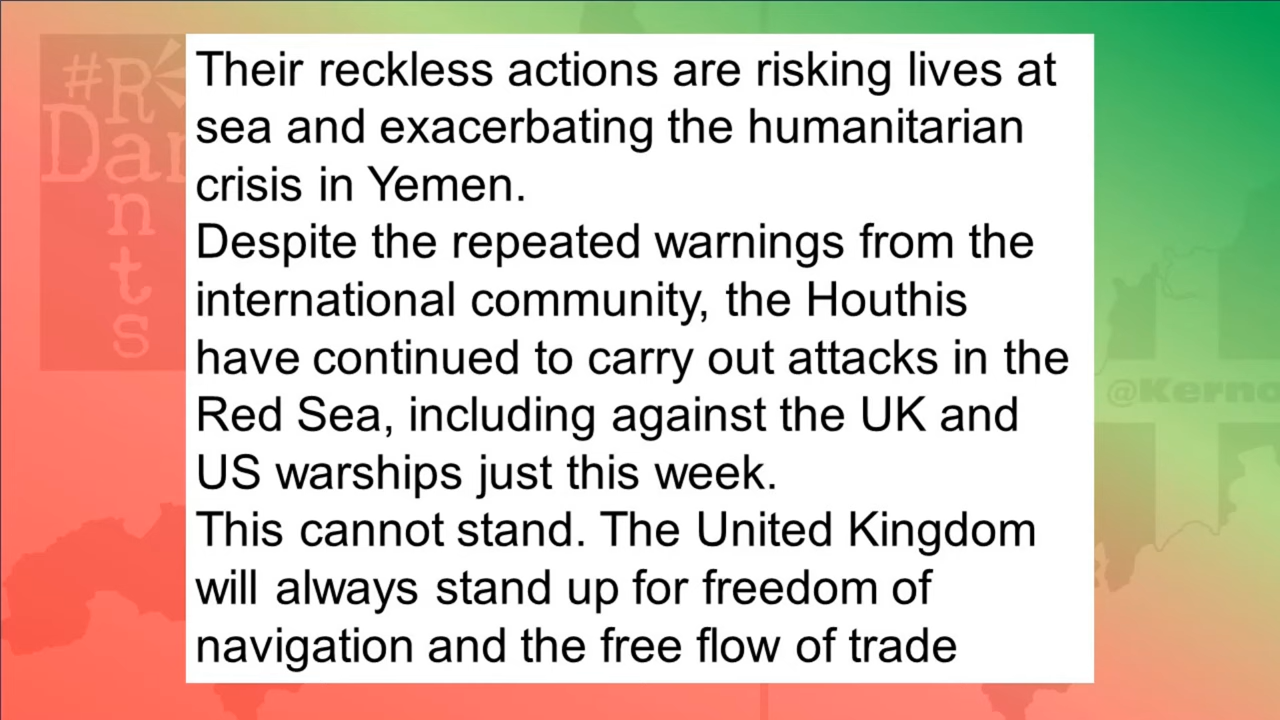 #R
Dar
n
t
s
Their reckless actions are risking lives at
sea and exacerbating the humanitarian
crisis in Yemen.
Despite the repeated warnings from the
international community, the Houthis
have continued to carry out attacks in the
Red Sea, including against the UK and
US warships just this week.
This cannot stand. The United Kingdom
will always stand up for freedom of
navigation and the free flow of trade
@Kerno